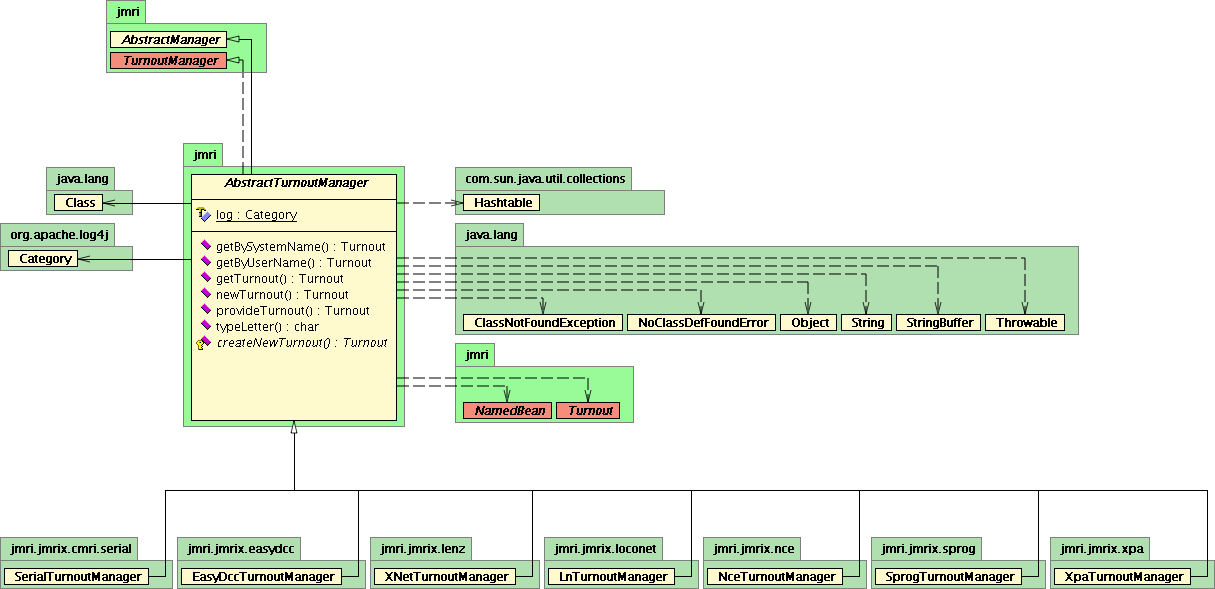 jmri
AbstractManager
TurnoutManager
jmri
AbstractTurnoutManager
log : Category
getBySystemName() : Turnout
getByUserName() : Turnout
getTurnout() : Turnout
newTurnout() : Turnout
provideTurnout() : Turnout
typeLetter() : char
createNewTurnout() : Turnout
java.lang
Class
org.apache.log4j
Category
com.sun.java.util.collections
Hashtable
java.lang
ClassNotFoundException
NoClassDefFoundError
Object
String
StringBuffer
Throwable
jmri
NamedBean
Turnout
jmri.jmrix.cmri.serial
SerialTurnoutManager
jmri.jmrix.easydcc
EasyDccTurnoutManager
jmri.jmrix.lenz
XNetTurnoutManager
jmri.jmrix.loconet
LnTurnoutManager
jmri.jmrix.nce
NceTurnoutManager
jmri.jmrix.sprog
SprogTurnoutManager
jmri.jmrix.xpa
XpaTurnoutManager